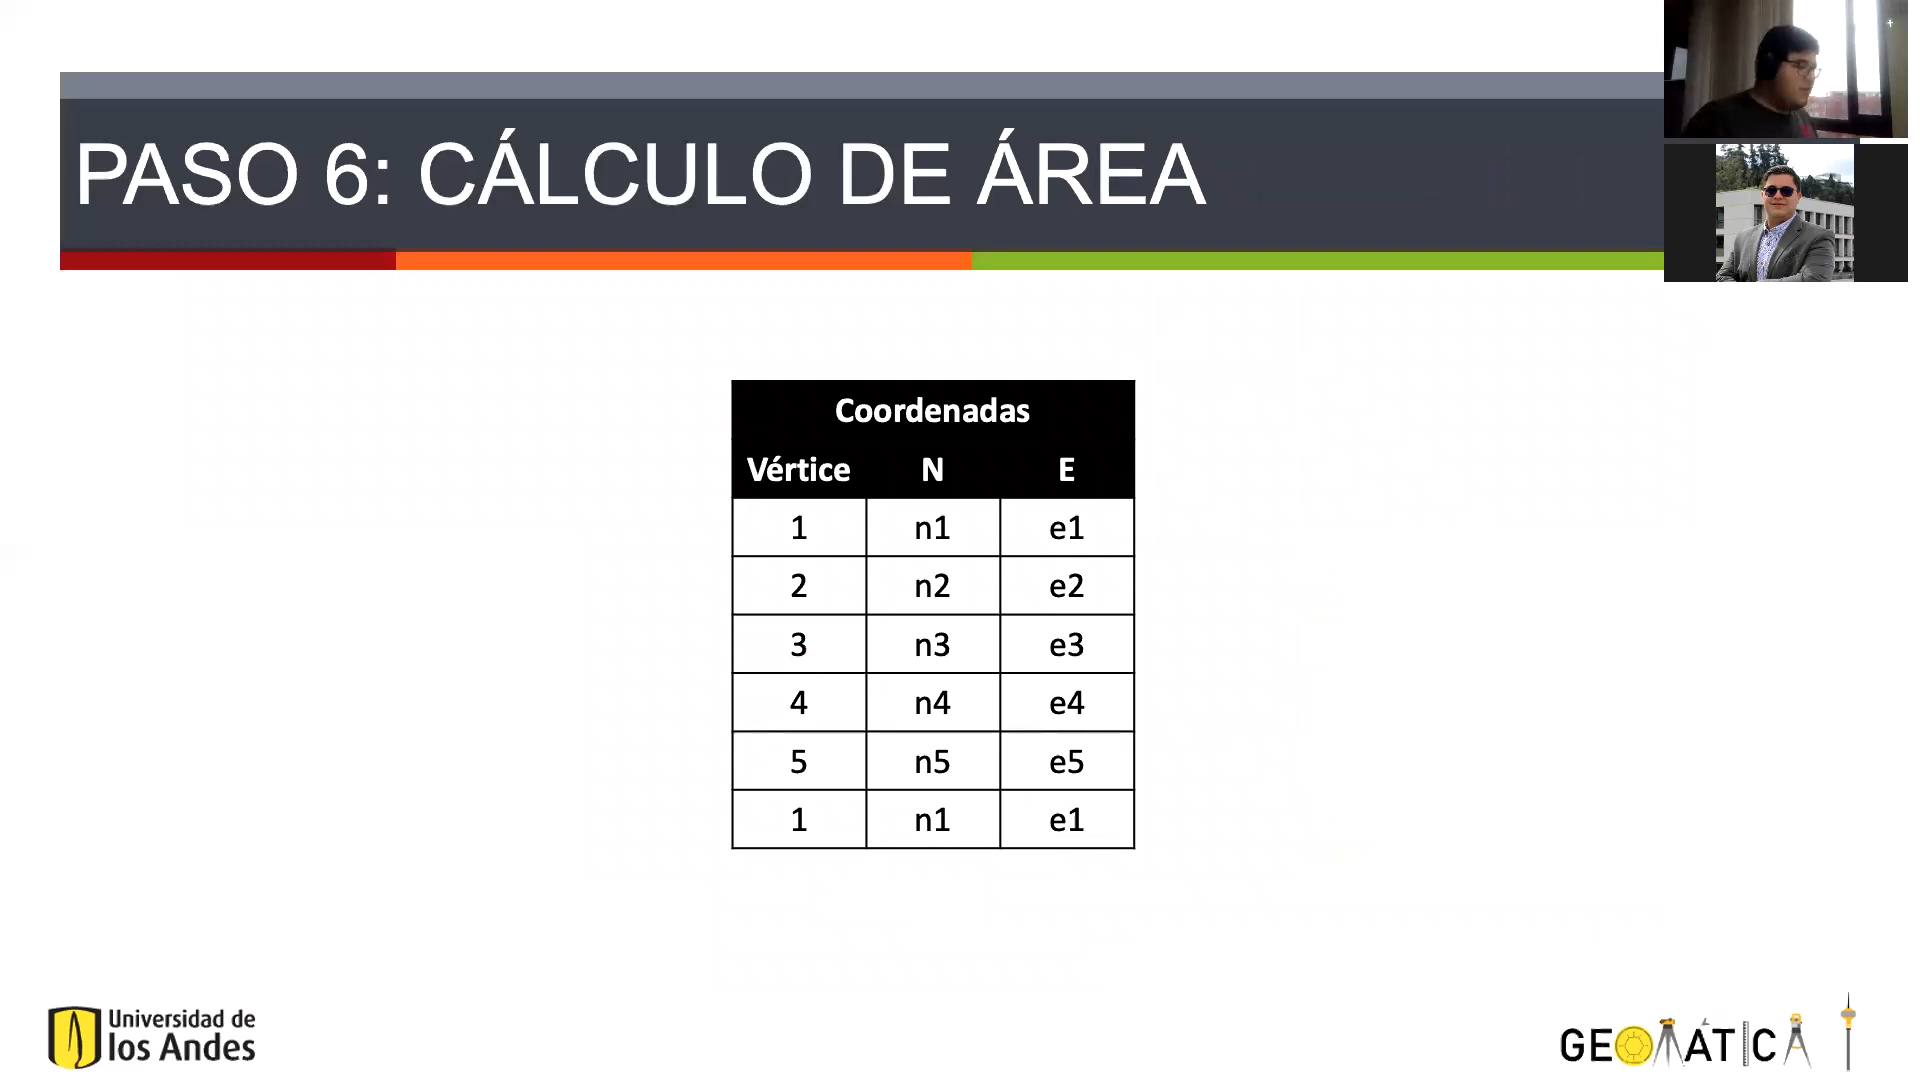 PASO 6: CÁLCULO DE ÁREA
Coordenadas
Vértice N E
1 n1 e1
2 n2 e2
3 n3 e3
4 n4 e4
5 n5 e5
1 n1 e1
Universidad de
los Andes
GEOMÁTICA